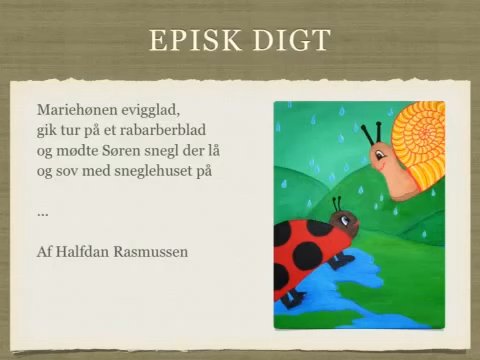 EPISK DIGT
Mariehønen evigglad,
gik tur på et rabarberblad
og mødte Søren snegl der lå
og sov med sneglehuset på
...
Af Halfdan Rasmussen